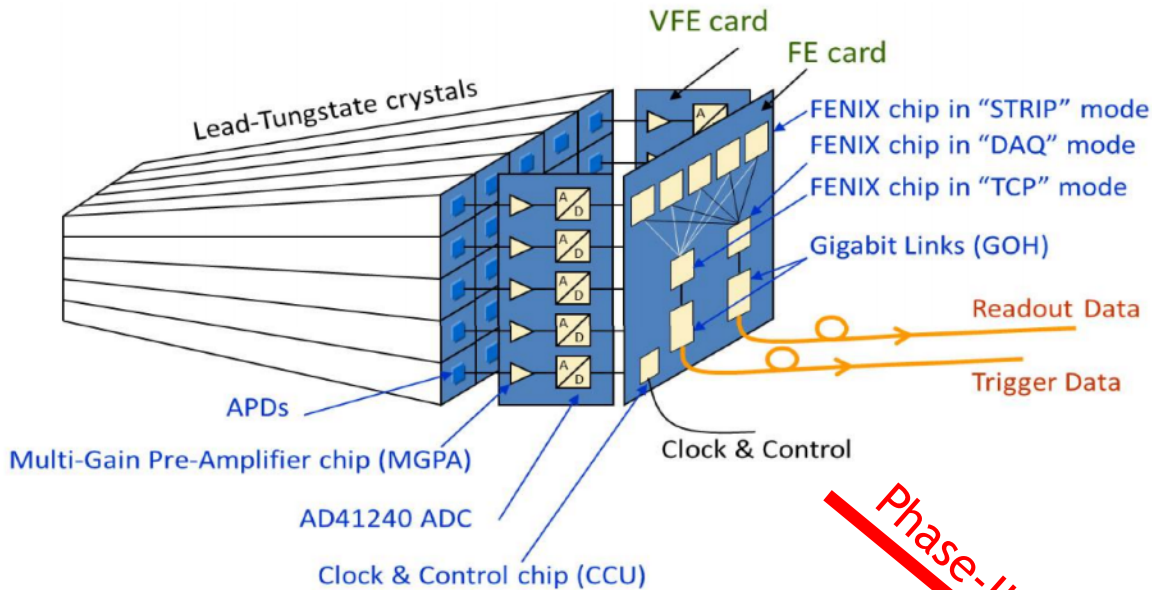 VFE card
FE card
Lead-Tungstate crystals
FENIX chip in “STRIP” mode
FENIX chip in “DAQ” mode
FENIX chip in “TCP” mode
Gigabit Links (GOH)
A
A D
A D
A D
A D
A D
Readout Data
Trigger Data
APDs
Clock & Control
Multi-Gain Pre-Amplifier chip (MGPA)
AD41240 ADC
Clock & Control chip (CCU)